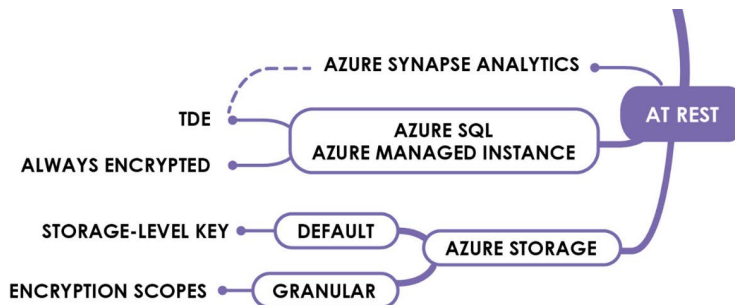 AZURE SYNAPSE ANALYTICS
AT REST
TDE
AZURE SQL
AZURE MANAGED INSTANCE
ALWAYS ENCRYPTED
STORAGE-LEVEL KEY
DEFAULT
AZURE STORAGE
ENCRYPTION SCOPES
GRANULAR